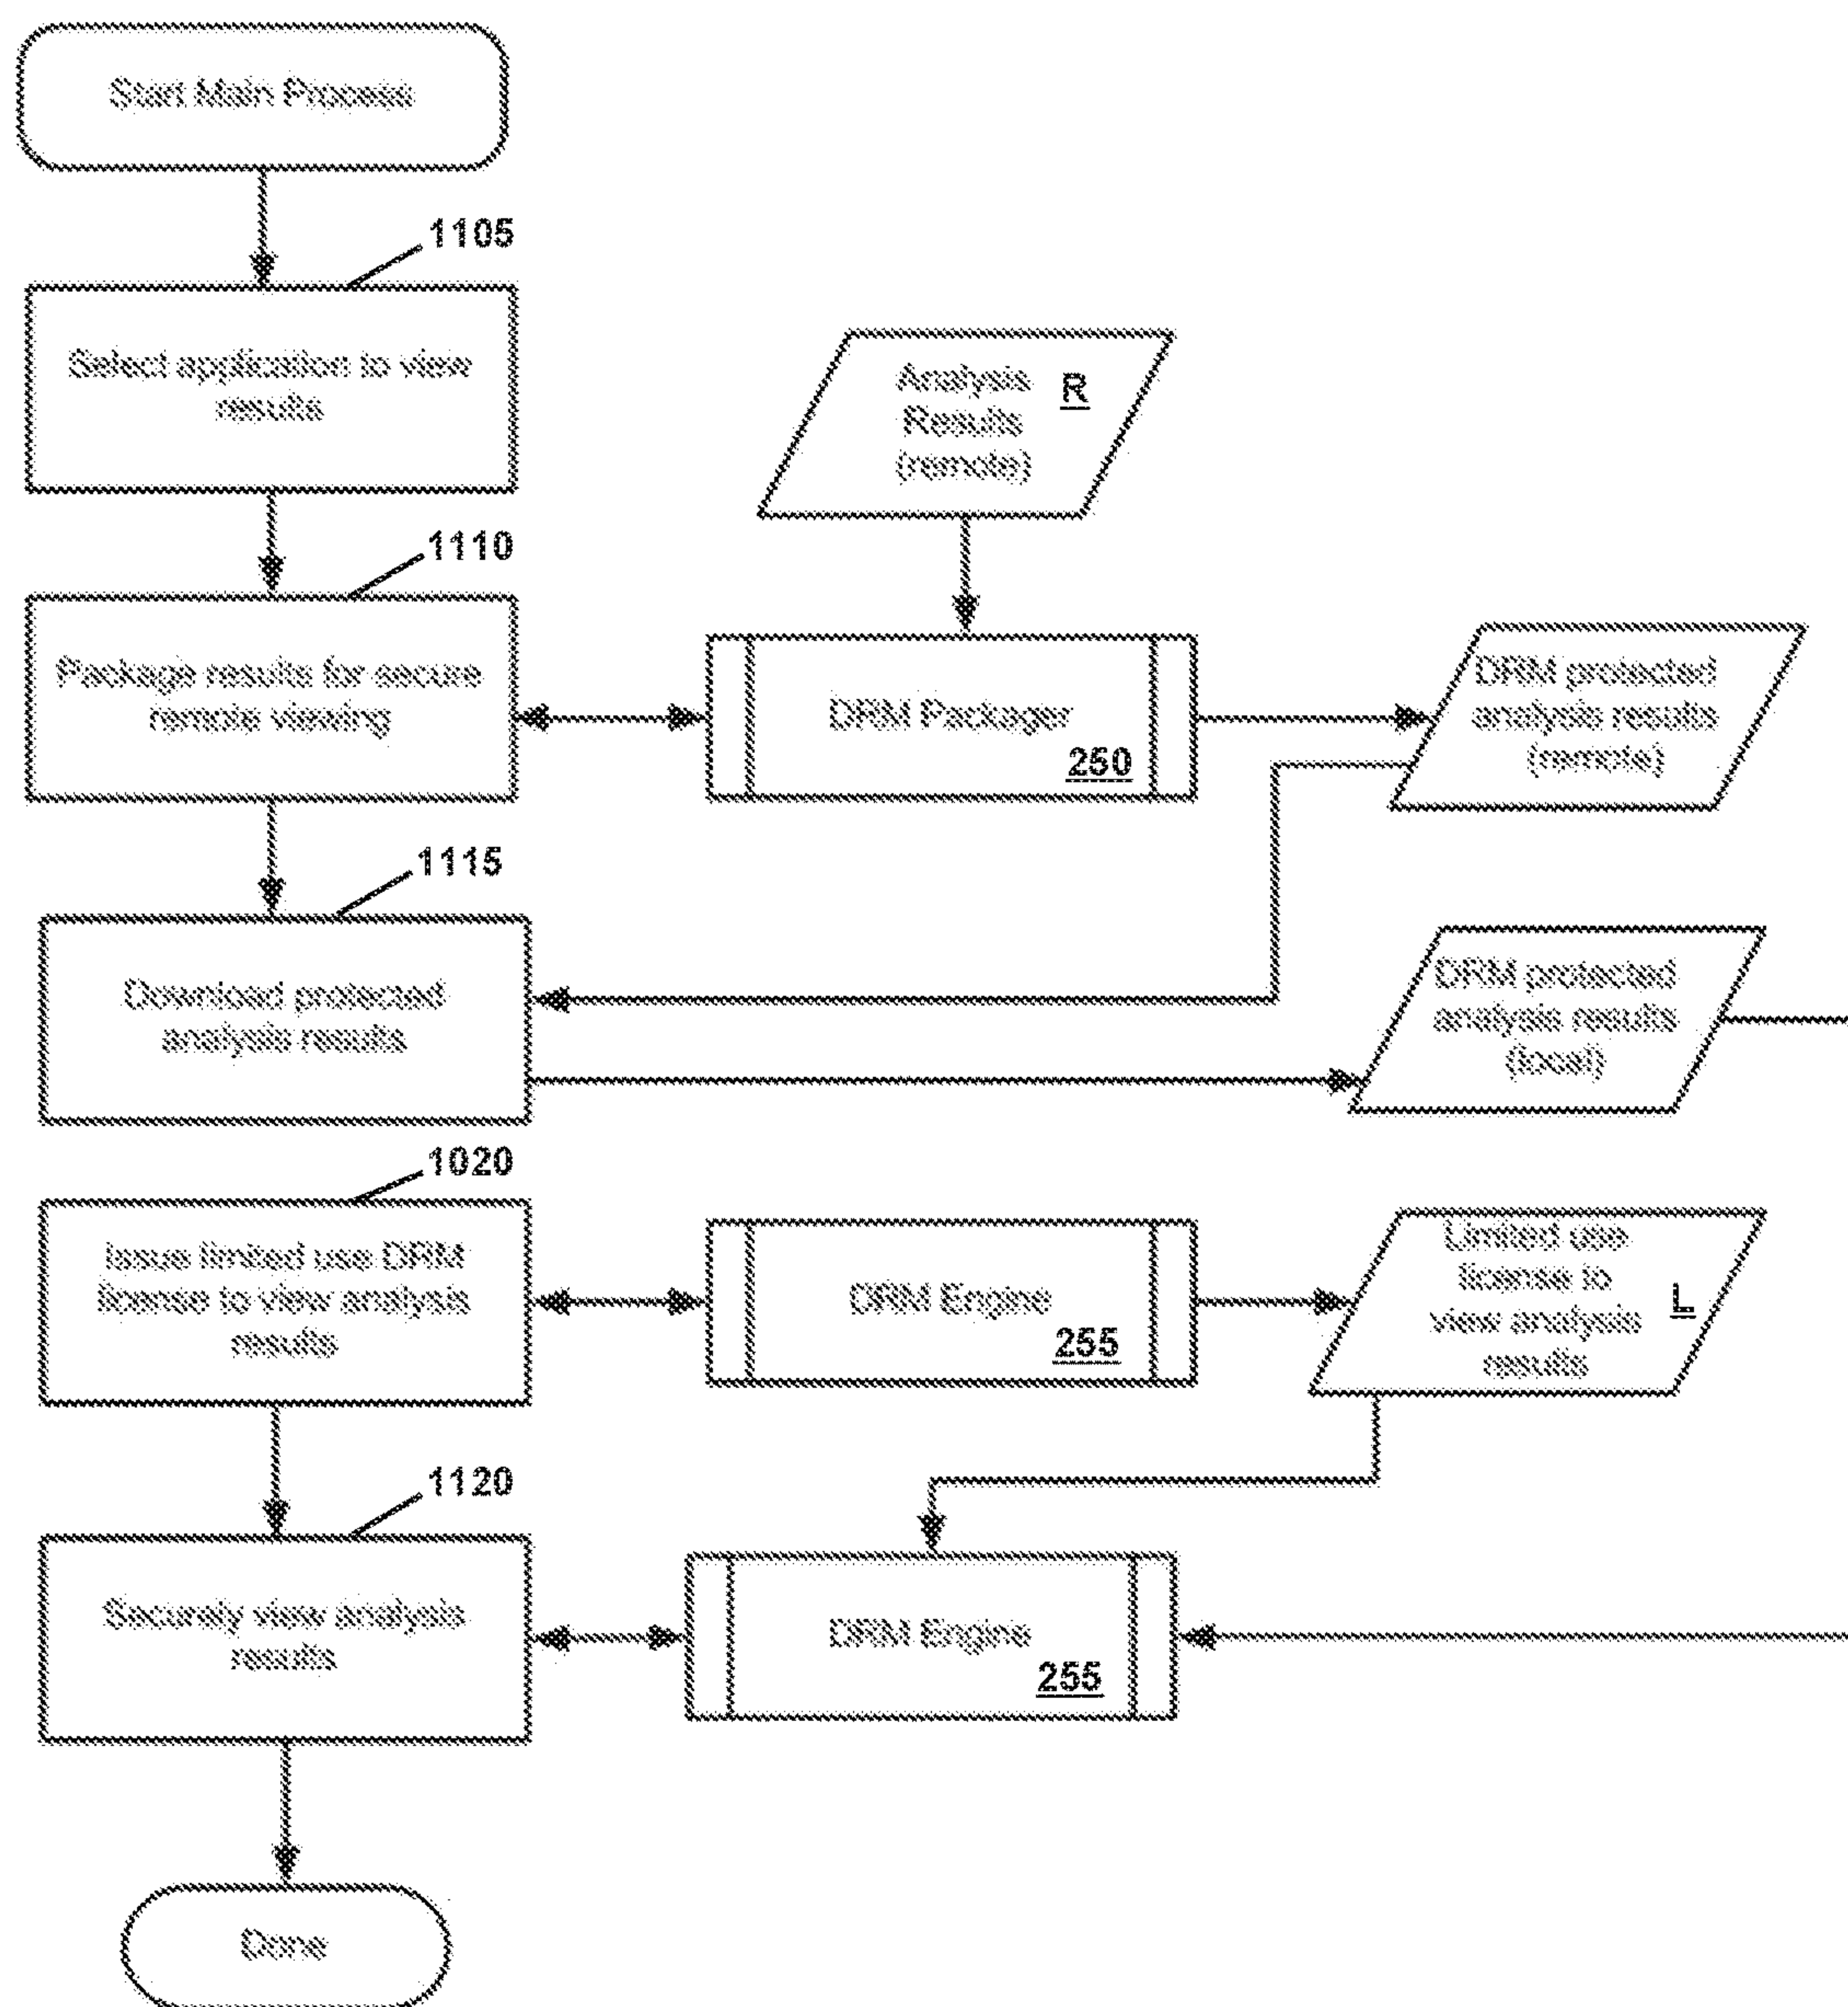 Start Main Process
1105
Select application to view
results
Analysis
Results
(remote)
R
1110
Package results for secure
remote viewing
DRM Packager
250
DRM protected
analysis results
(remote)
1115
Download protected
analysis results
DRM protected
analysis results
(local)
1020
Issue limited use DRM
license to view analysis
results
DRM Engine
255
Limited use
license to
view analysis
results
L
1120
Securely view analysis
results
DRM Engine
255
Done